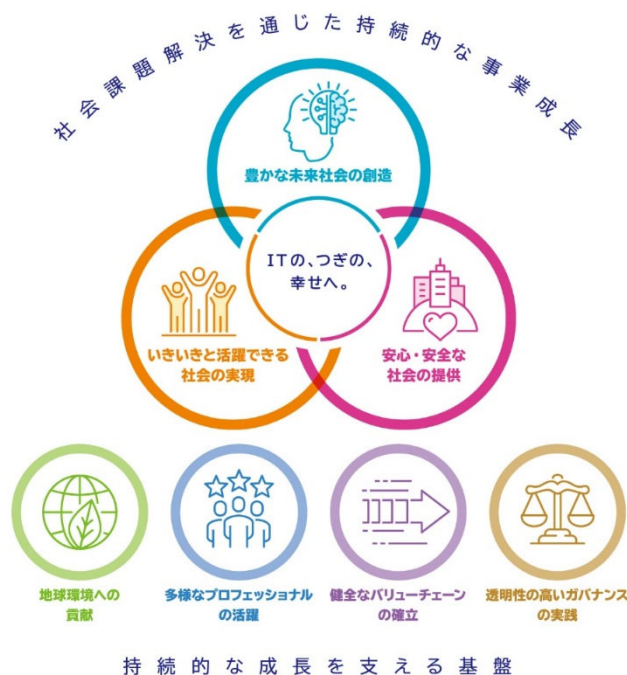 社会課題解決を通じた持続的な事業成長
豊かな未来社会の創造
ITの、つぎの、
幸せへ。
いきいきと活躍できる
社会の実現
安心・安全な
社会の提供
地球環境への
貢献
多様なプロフェッショナル
の活躍
健全なバリューチェーン
の確立
透明性の高いガバナンス
の実践
持続的な成長を支える基盤